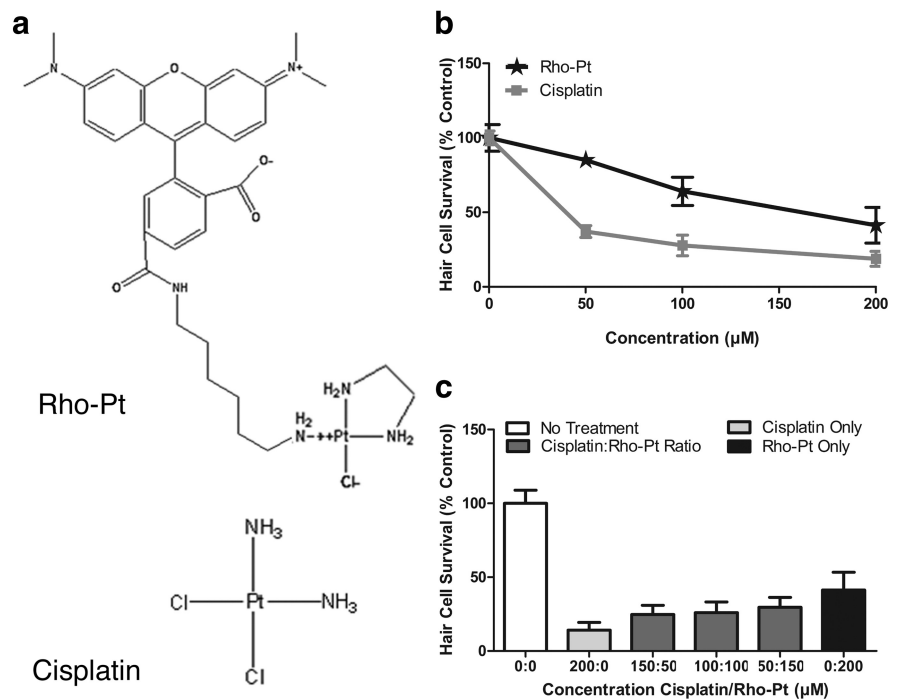 a
N
O
N+
O-
O
O
NH
Rho-Pt
H2N
H2
N-++Pt
NH2
Cl-
NH3
Cl
Pt
NH3
Cisplatin
Cl
b
Rho-Pt
Cisplatin
Hair Cell Survival (% Control)
150
100
50
0
0 50 100 150 200
Concentration (µM)
c
No Treatment
Cisplatin:Rho-Pt Ratio
Cisplatin Only
Rho-Pt Only
Hair Cell Survival (% Control)
150
100
50
0
0:0 200:0 150:50 100:100 50:150 0:200
Concentration Cisplatin/Rho-Pt (µM)